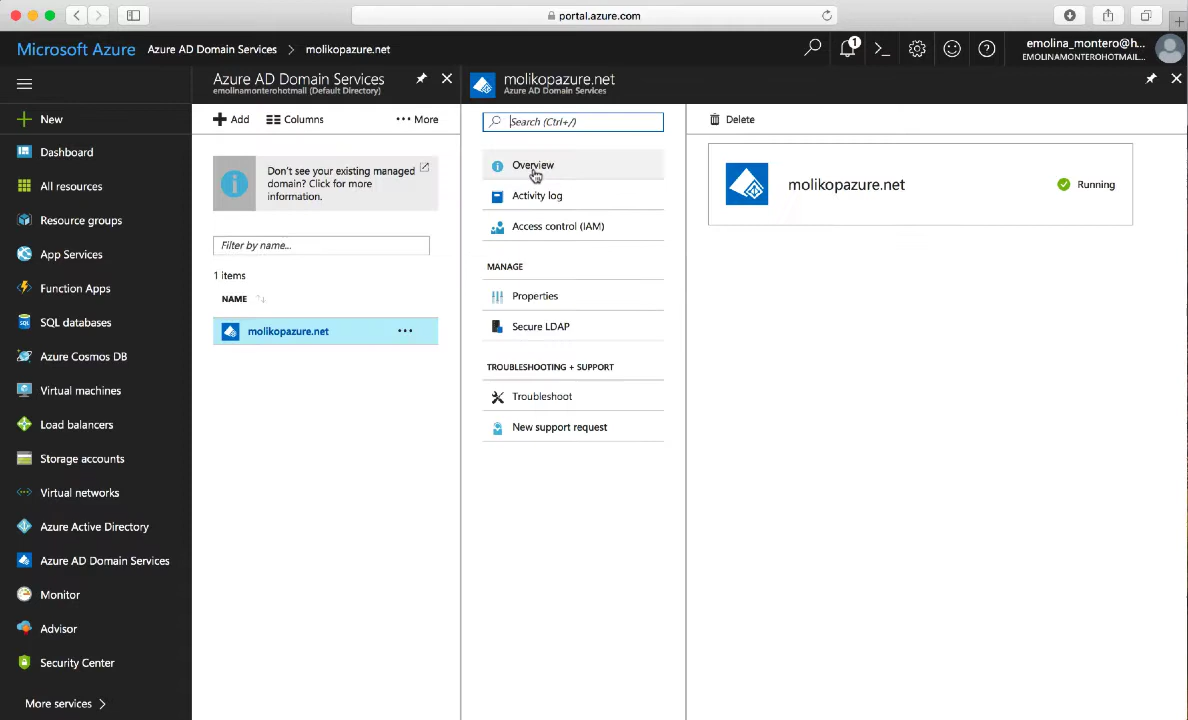 portal.azure.com
Microsoft Azure
Azure AD Domain Services
molikopazure.net
1
emolina_montero@h...
EMOLINAMONTEROHOTMAIL...
New
Dashboard
All resources
Resource groups
App Services
Function Apps
SQL databases
Azure Cosmos DB
Virtual machines
Load balancers
Storage accounts
Virtual networks
Azure Active Directory
Azure AD Domain Services
Monitor
Advisor
Security Center
More services
Azure AD Domain Services
emolinamonterohotmail (Default Directory)
Add
Columns
More
Don't see your existing managed
domain? Click for more
information.
Filter by name...
1 items
NAME
molikopazure.net
molikopazure.net
Azure AD Domain Services
Search (Ctrl+/)
Overview
Activity log
Access control (IAM)
MANAGE
Properties
Secure LDAP
TROUBLESHOOTING + SUPPORT
Troubleshoot
New support request
Delete
molikopazure.net
Running